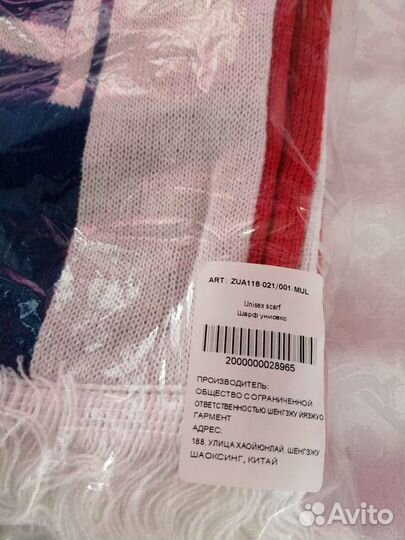 ART: ZUA118-021/001-MUL
Unisex scarf
Шарф унисекс
2000000028965
ПРОИЗВОДИТЕЛЬ:
ОБЩЕСТВО С ОГРАНИЧЕННОЙ
ОТВЕТСТВЕННОСТЬЮ ШЕНГЗЖУ ЙЯЗЖУО
ГАРМЕНТ
АДРЕС:
188. УЛИЦА ХАОЙЮНЛАЙ. ШЕНГЗЖУ.
ШАОКСИНГ, КИТАЙ
Avito